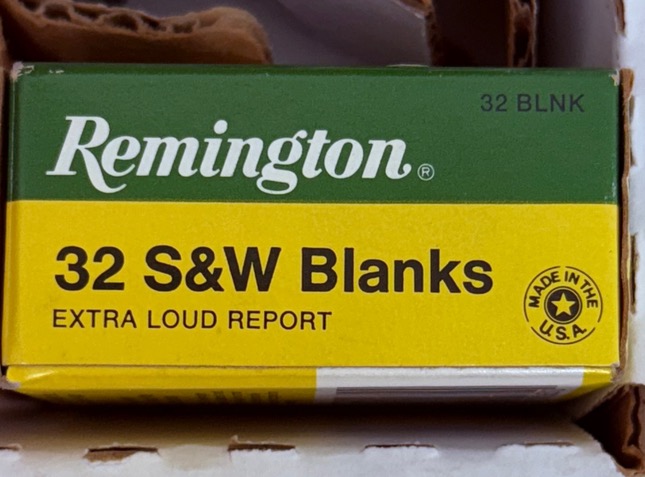 32 BLNK
Remington®
32 S&W Blanks
EXTRA LOUD REPORT
MADE IN THE
U.S.A.